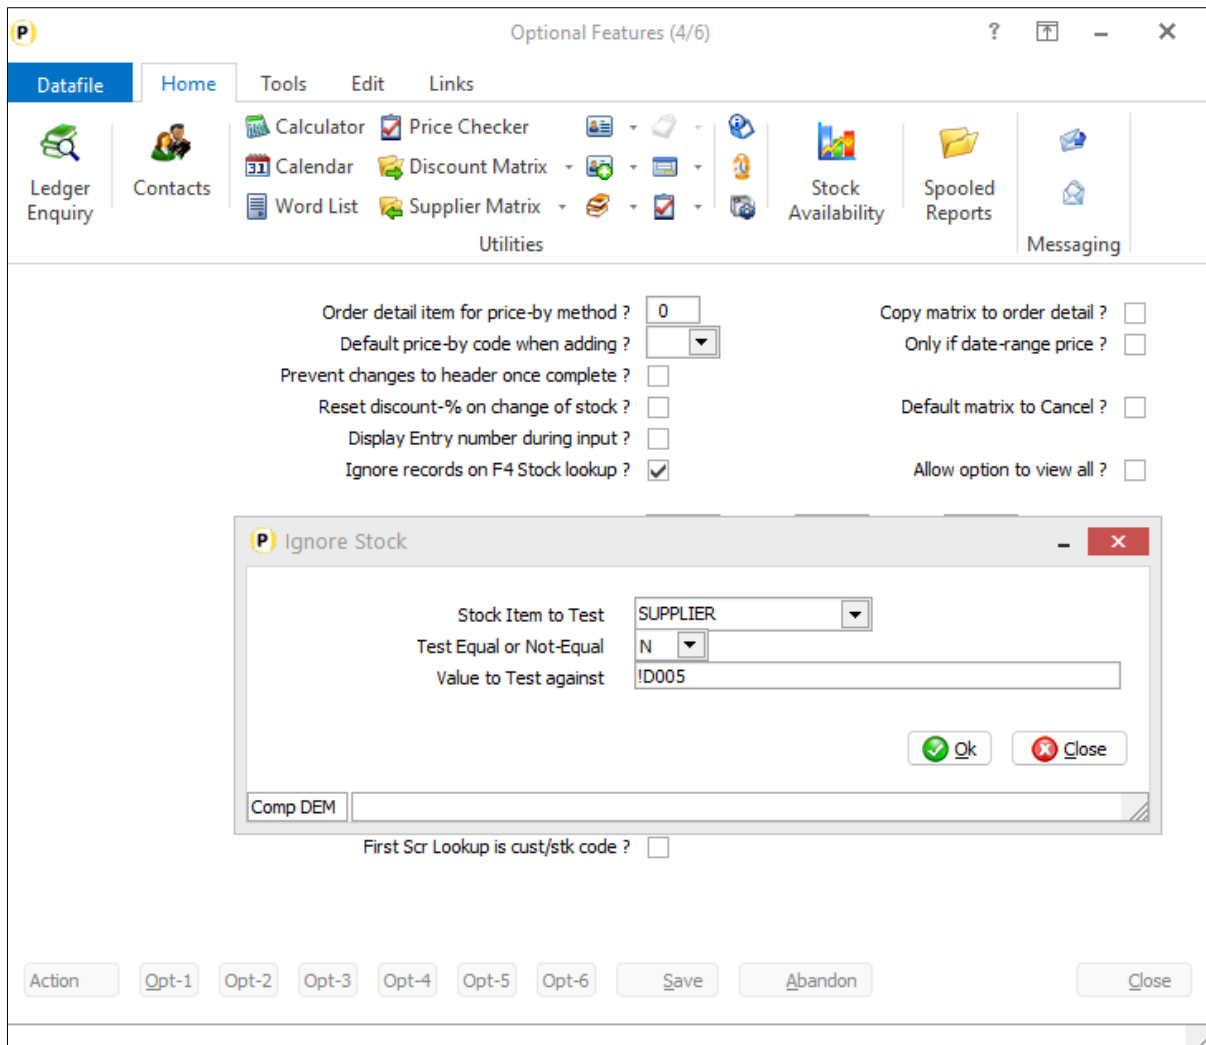 P
Optional Features (4/6)
?
Datafile
Home
Tools
Edit
Links
Ledger
Enquiry
Contacts
Calculator
Price Checker
31 Calendar
Discount Matrix
Word List
Supplier Matrix
Utilities
Stock
Availability
Spooled
Reports
Messaging
Order detail item for price-by method ? 0
Copy matrix to order detail ?
Default price-by code when adding ?
Only if date-range price ?
Prevent changes to header once complete ?
Reset discount-% on change of stock ?
Default matrix to Cancel ?
Display Entry number during input ?
Ignore records on F4 Stock lookup ?
Allow option to view all ?
P Ignore Stock
Stock Item to Test SUPPLIER
Test Equal or Not-Equal N
Value to Test against !D005
Ok
Close
Comp DEM
First Scr Lookup is cust/stk code ?
Action
Opt-1
Opt-2
Opt-3
Opt-4
Opt-5
Opt-6
Save
Abandon
Close